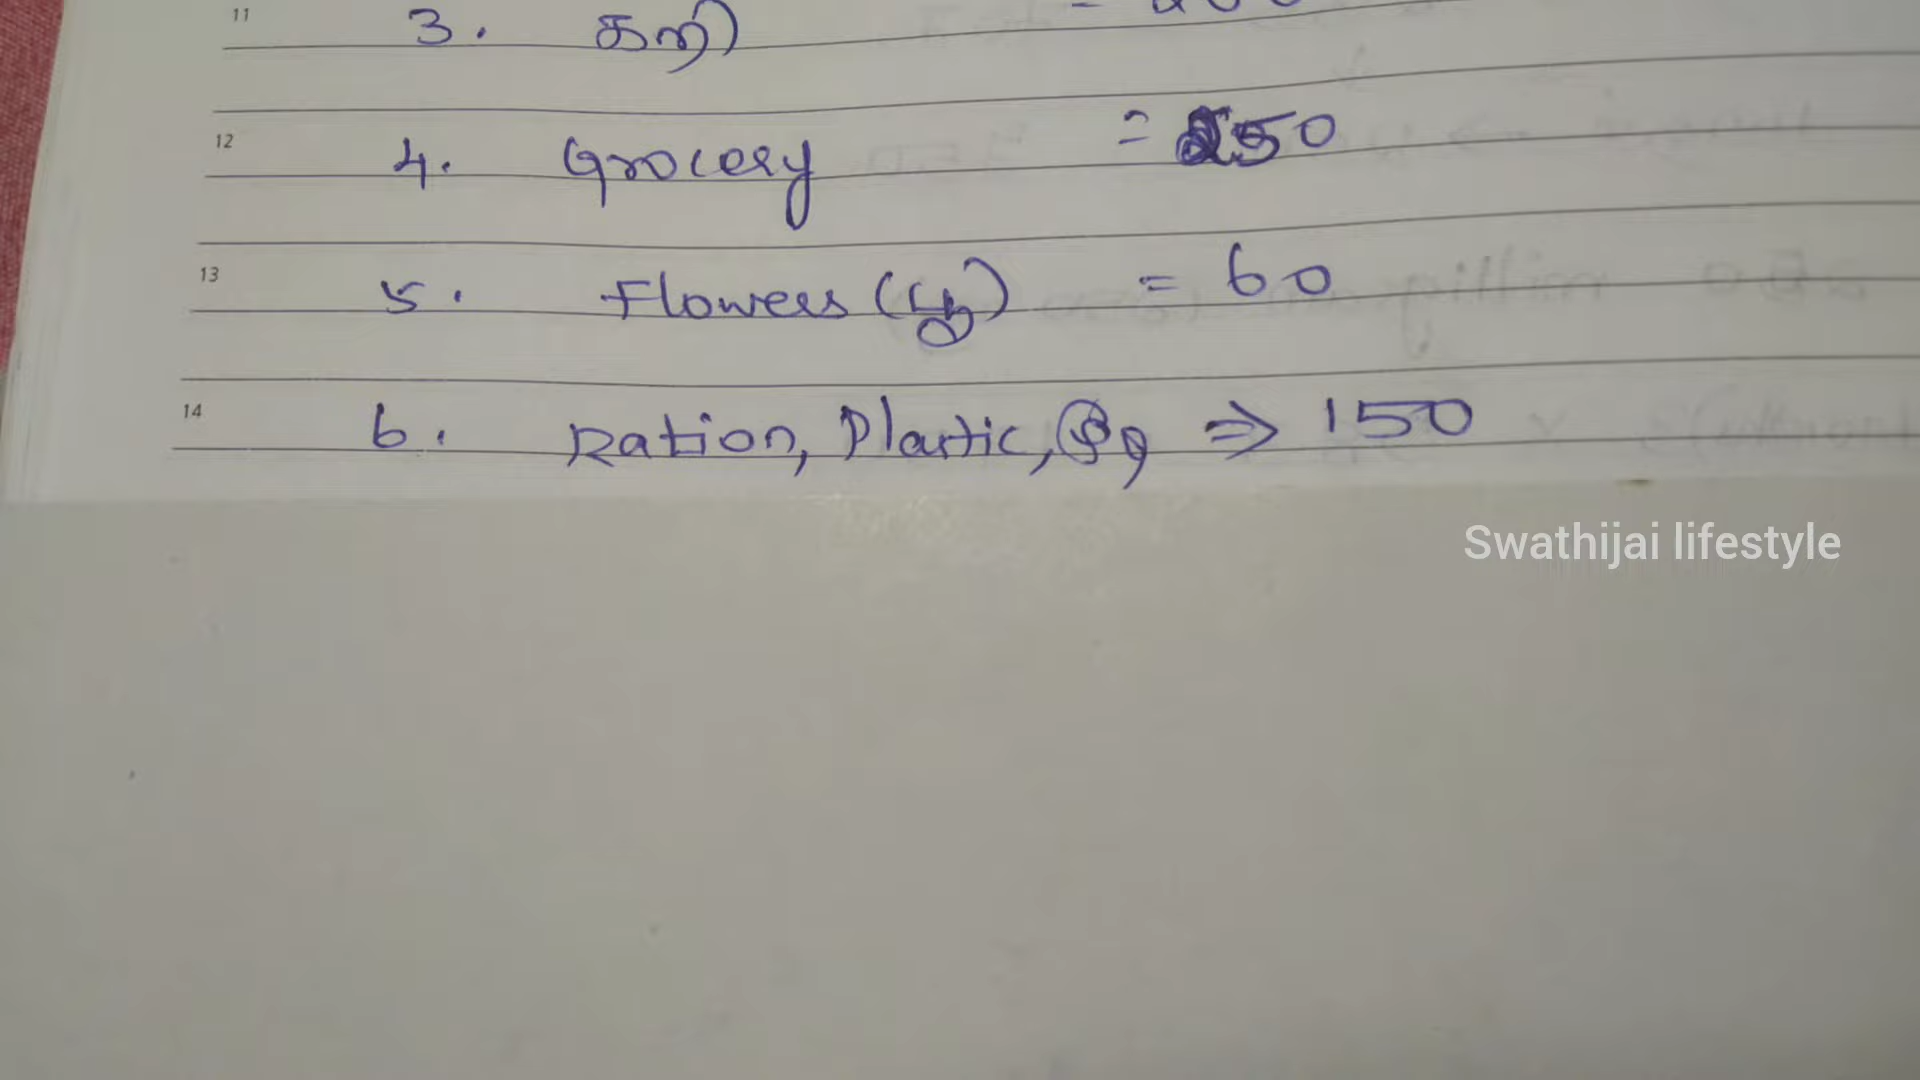 11
3. கறி =
12
4. Grocery = 250
13
5. Flowers (பூ) = 60
14
6. Ration, Plastic, ⇒ 150
Swathijai lifestyle